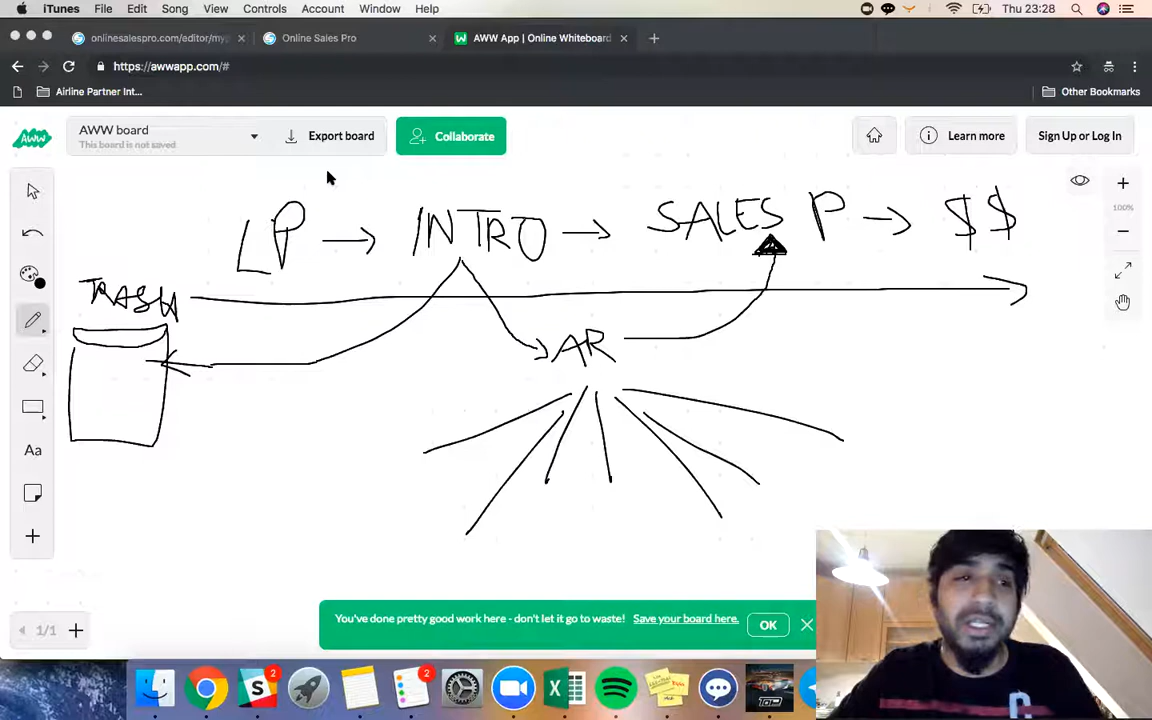 iTunes File Edit Song View Controls Account Window Help Thu 23:28
onlinesalespro.com/editor/my Online Sales Pro AWW App | Online Whiteboard
https://awwapp.com/#
Airline Partner Int... Other Bookmarks
AWW
AWW board
This board is not saved
Export board
Collaborate
Learn more
Sign Up or Log In
100%
LP → INTRO → SALES P → $$
TRASH
AR
Aa
1/1
You've done pretty good work here - don't let it go to waste! Save your board here.
OK
2
2